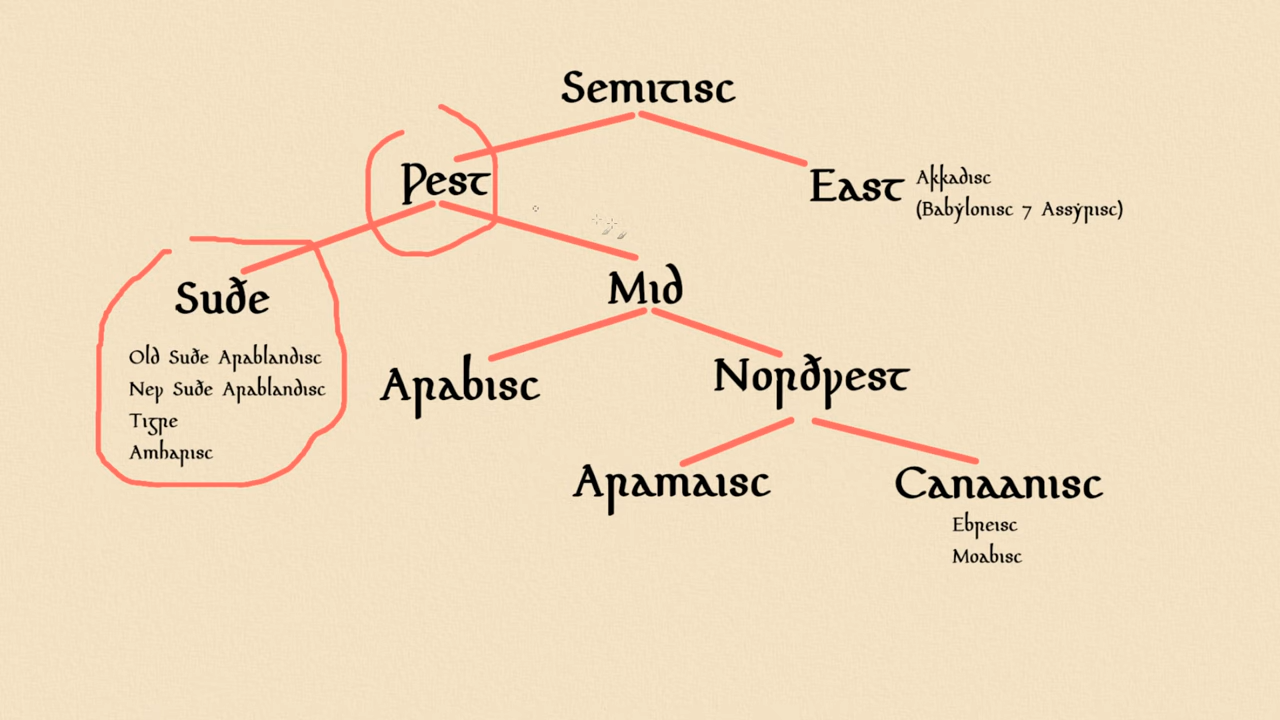 Semitisc
Ƿest
East
Akkadisc
(Babẏlonisc ⁊ Assẏrisc)
Suðe
Old Suðe Arablandisc
Neƿ Suðe Arablandisc
Tigre
Amharisc
Mid
Arabisc
Norðƿest
Aramaisc
Canaanisc
Ebreisc
Moabisc